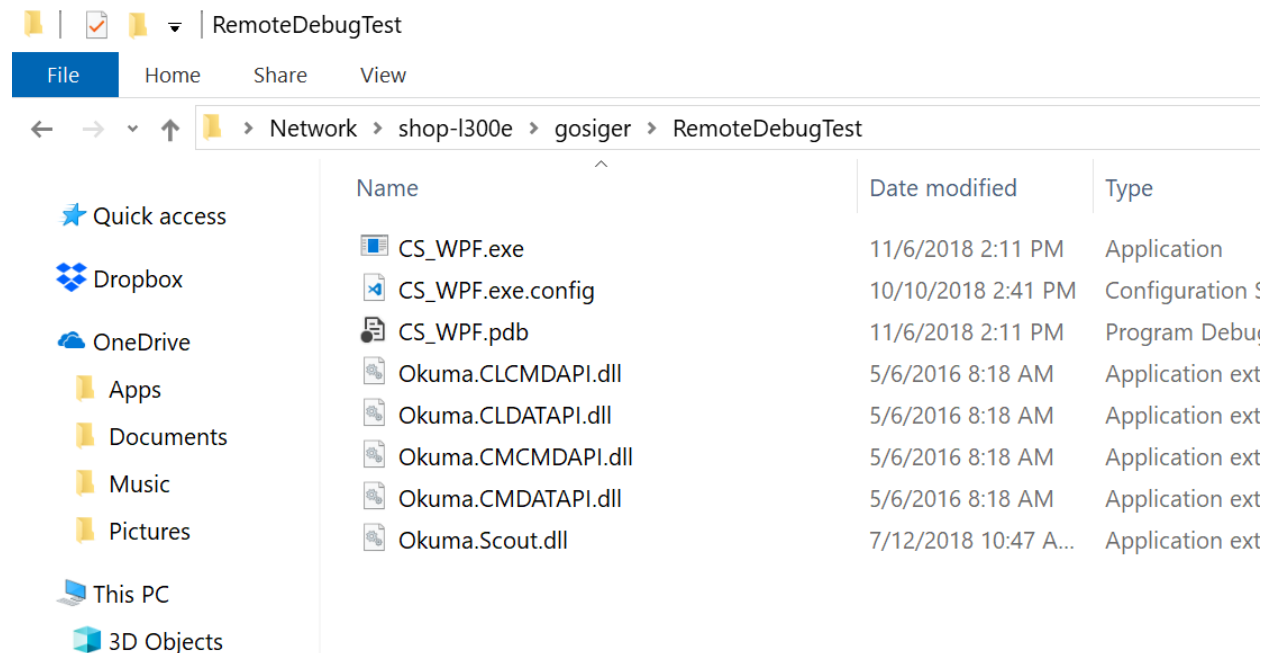 RemoteDebugTest
File Home Share View
Network shop-l300e gosiger RemoteDebugTest
Name Date modified Type
Quick access
Dropbox
OneDrive
Apps
Documents
Music
Pictures
This PC
3D Objects
CS_WPF.exe 11/6/2018 2:11 PM Application
CS_WPF.exe.config 10/10/2018 2:41 PM Configuration S
CS_WPF.pdb 11/6/2018 2:11 PM Program Debug
Okuma.CLCMDAPI.dll 5/6/2016 8:18 AM Application ext
Okuma.CLDATAPI.dll 5/6/2016 8:18 AM Application ext
Okuma.CMCMDAPI.dll 5/6/2016 8:18 AM Application ext
Okuma.CMDATAPI.dll 5/6/2016 8:18 AM Application ext
Okuma.Scout.dll 7/12/2018 10:47 A... Application ext